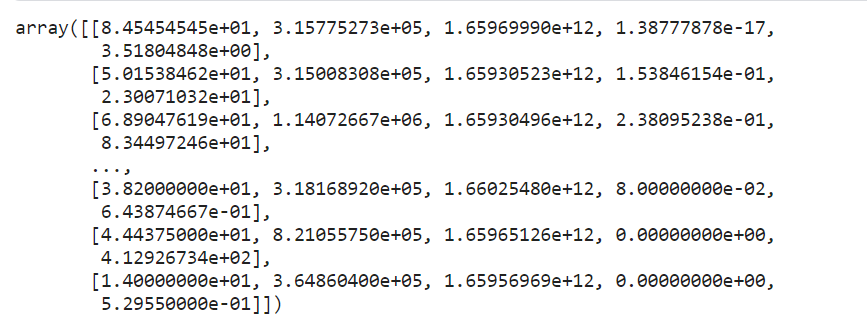 array([[8.45454545e+01, 3.15775273e+05, 1.65969990e+12, 1.38777878e-17,
3.51804848e+00],
[5.01538462e+01, 3.15008308e+05, 1.65930523e+12, 1.53846154e-01,
2.30071032e+01],
[6.89047619e+01, 1.14072667e+06, 1.65930496e+12, 2.38095238e-01,
8.34497246e+01],
...,
[3.82000000e+01, 3.18168920e+05, 1.66025480e+12, 8.00000000e-02,
6.43874667e-01],
[4.44375000e+01, 8.21055750e+05, 1.65965126e+12, 0.00000000e+00,
4.12926734e+02],
[1.40000000e+01, 3.64860400e+05, 1.65956969e+12, 0.00000000e+00,
5.29550000e-01]])